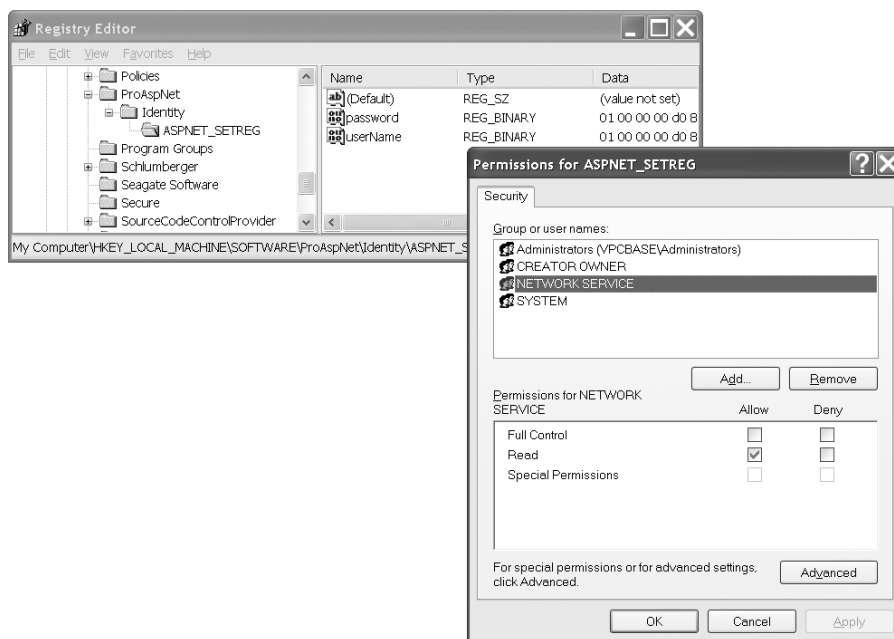 Registry Editor
File Edit View Favorites Help
Policies
ProAspNet
Identity
ASPNET_SETREG
Program Groups
Schlumberger
Seagate Software
Secure
SourceCodeControlProvider
Name Type Data
(Default) REG_SZ (value not set)
password REG_BINARY 01 00 00 00 d0 8
userName REG_BINARY 01 00 00 00 d0 8
My Computer\HKEY_LOCAL_MACHINE\SOFTWARE\ProAspNet\Identity\ASPNET_S
Permissions for ASPNET_SETREG
Security
Group or user names:
Administrators (VPCBASE\Administrators)
CREATOR OWNER
NETWORK SERVICE
SYSTEM
Add... Remove
Permissions for NETWORK
SERVICE Allow Deny
Full Control
Read
Special Permissions
For special permissions or for advanced settings,
click Advanced.
Advanced
OK Cancel Apply